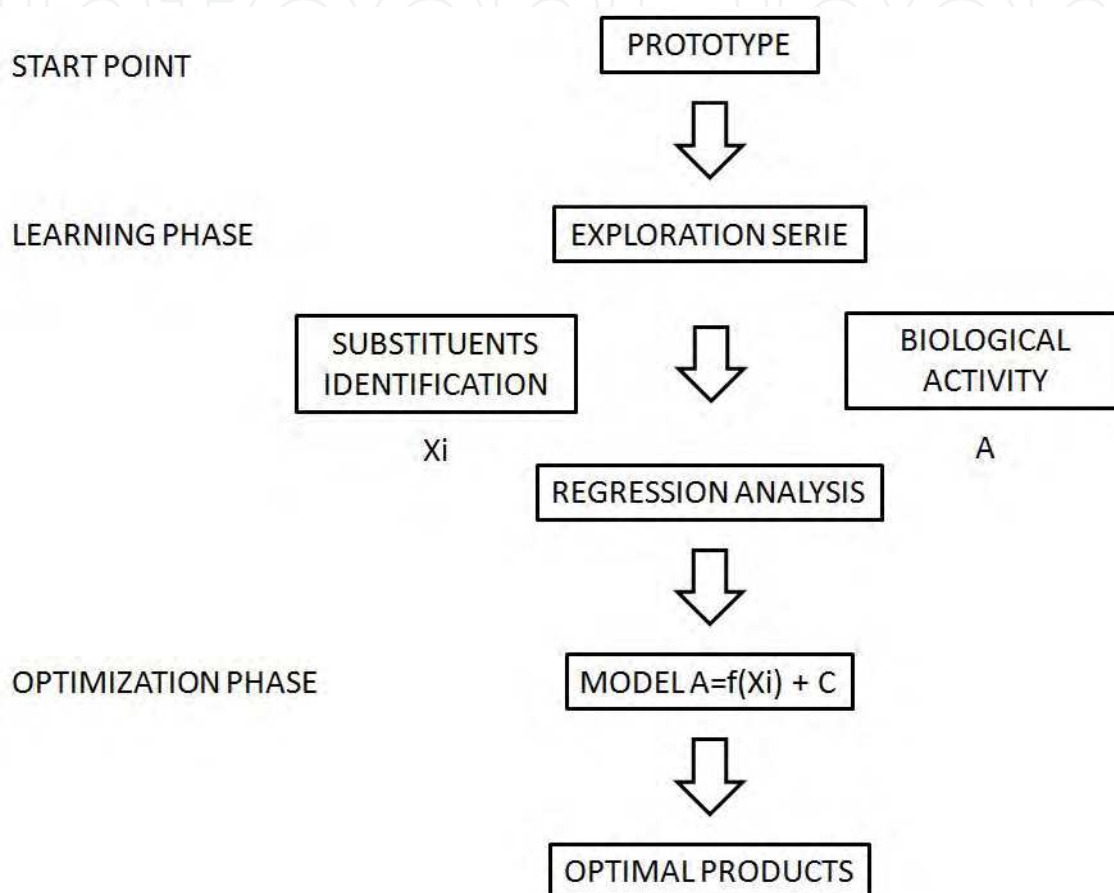 START POINT
PROTOTYPE
LEARNING PHASE
EXPLORATION SERIE
SUBSTITUENTS
IDENTIFICATION
Xi
BIOLOGICAL
ACTIVITY
A
REGRESSION ANALYSIS
OPTIMIZATION PHASE
MODEL A=f(Xi) + C
OPTIMAL PRODUCTS